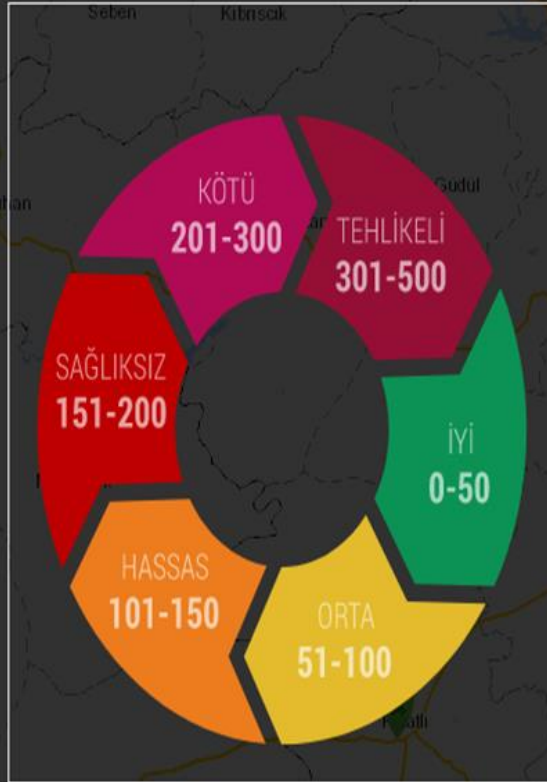 Seben
Kıbrıscık
Güdül
KÖTÜ
201-300
TEHLİKELİ
301-500
SAĞLIKSIZ
151-200
İYİ
0-50
HASSAS
101-150
ORTA
51-100